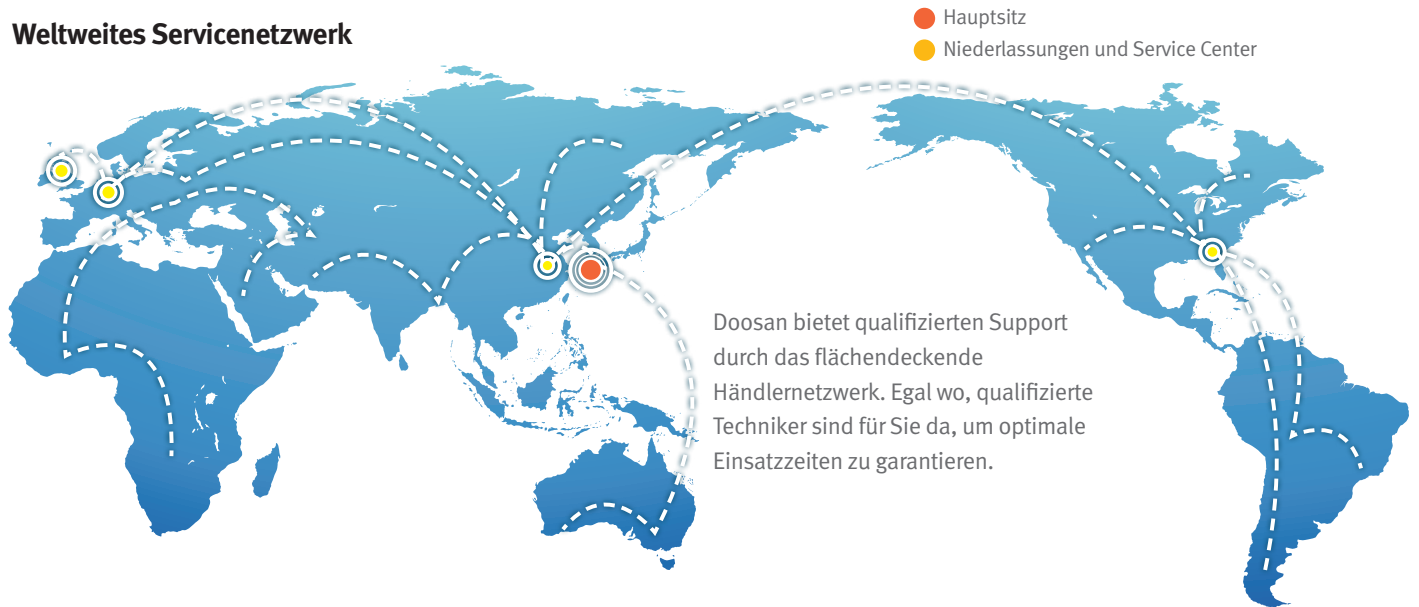 Weltweites Servicenetzwerk
Hauptsitz
Niederlassungen und Service Center
Doosan bietet qualifizierten Support
durch das flächendeckende
Händlernetzwerk. Egal wo, qualifizierte
Techniker sind für Sie da, um optimale
Einsatzzeiten zu garantieren.